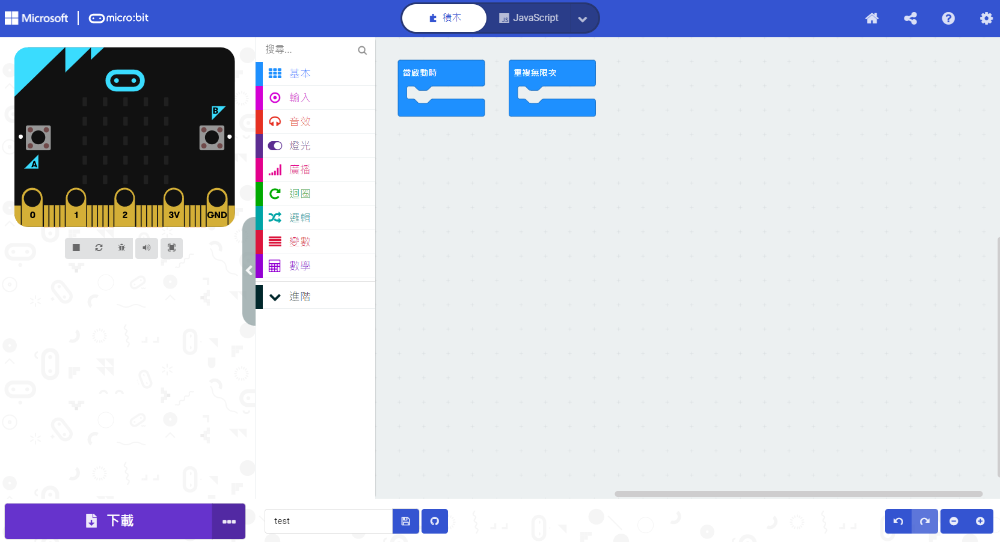 Microsoft
micro:bit
積木
JavaScript
B
A
0
1
2
3V
GND
搜尋...
基本
輸入
音效
燈光
廣播
迴圈
邏輯
變數
數學
進階
當啟動時
重複無限次
下載
test